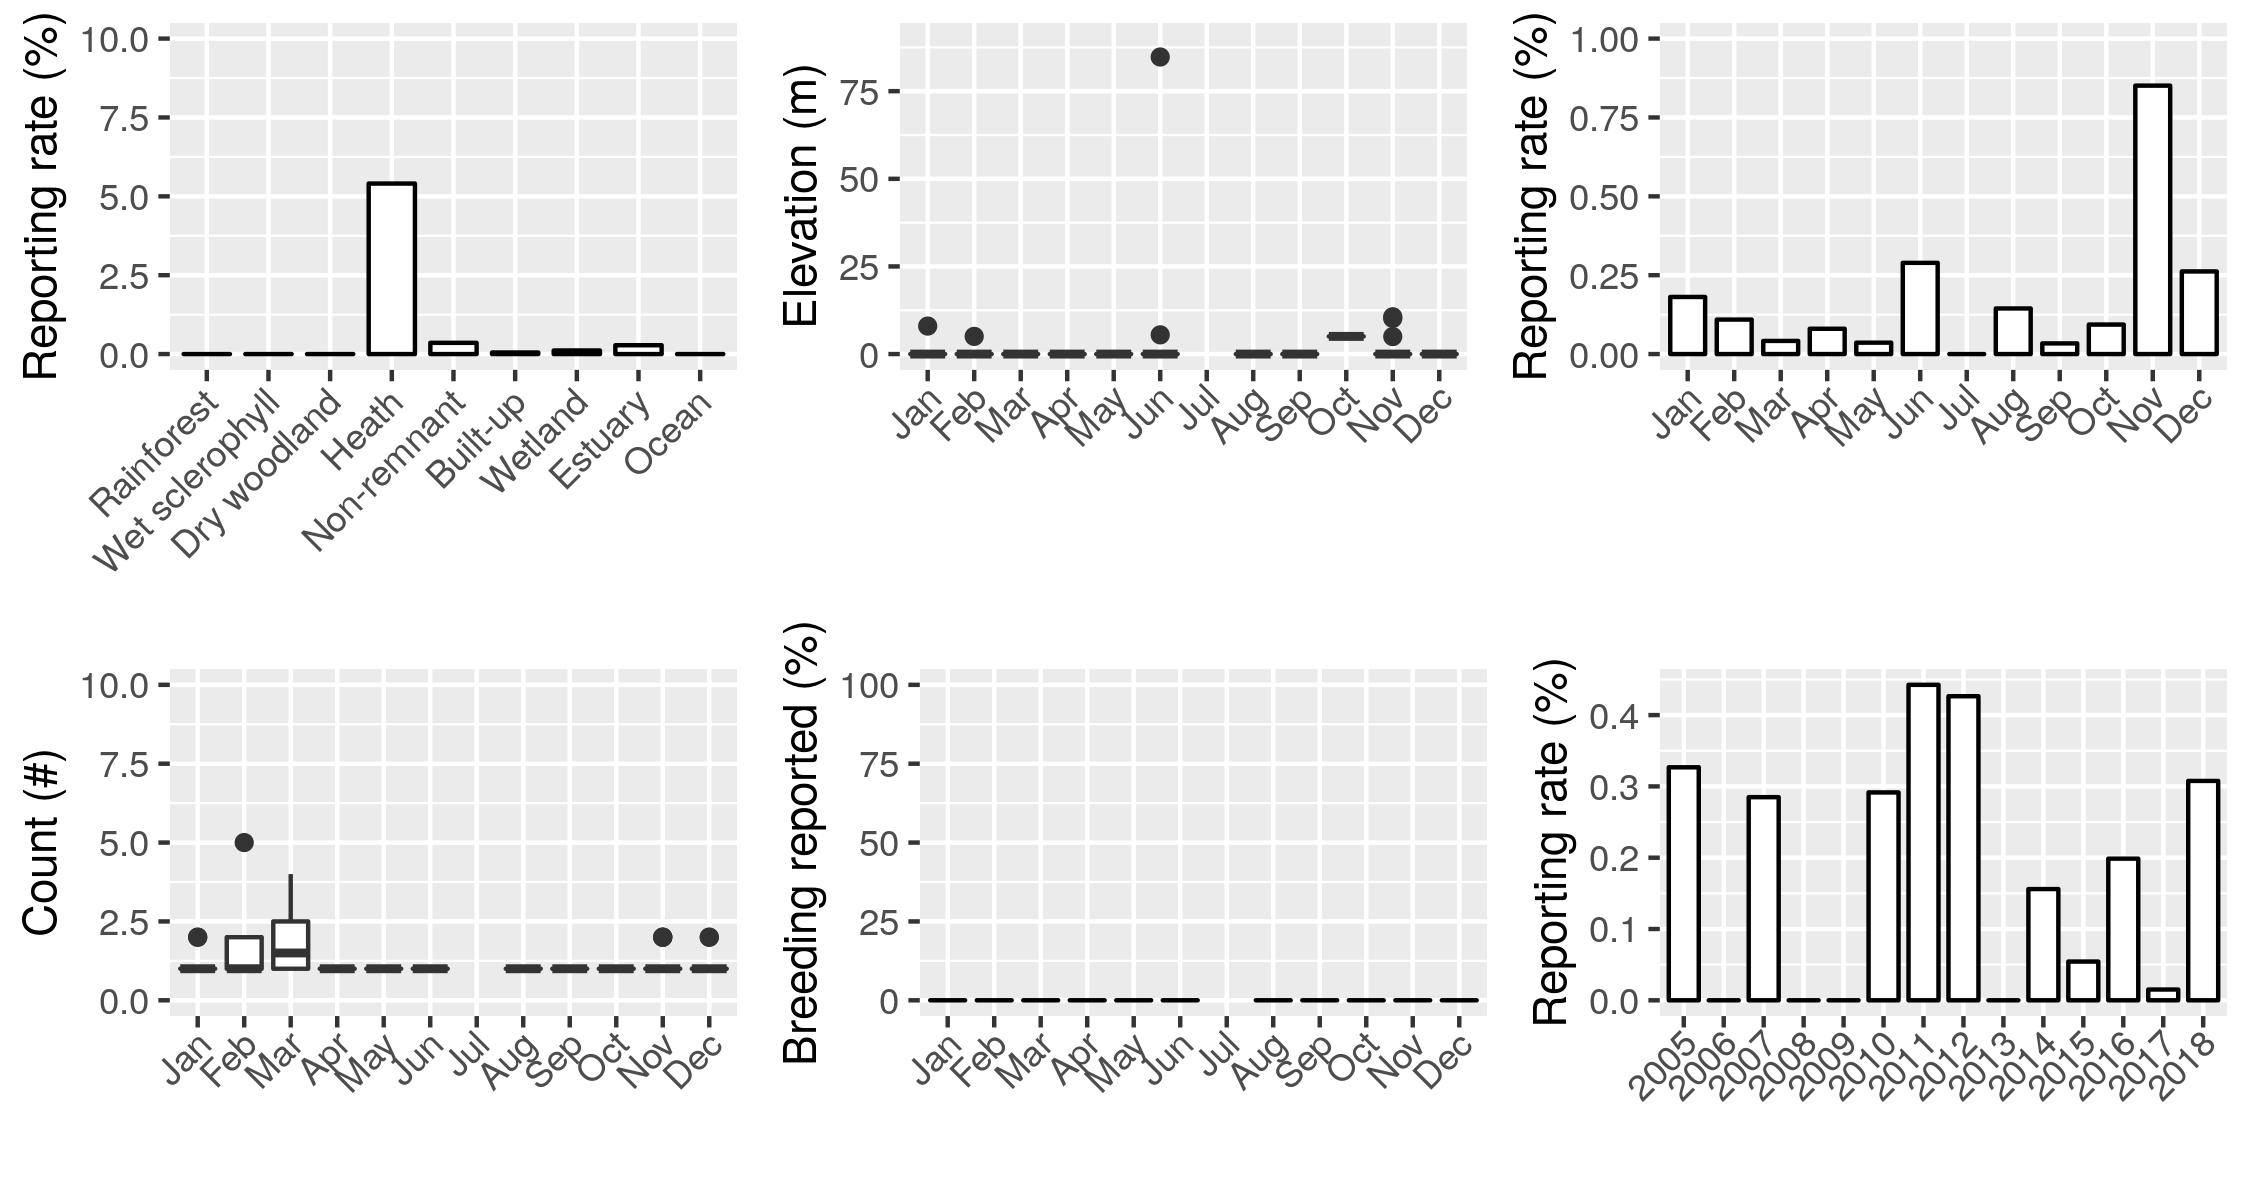 Reporting rate (%)
10.0
7.5
5.0
2.5
0.0
Rainforest
Wet sclerophyll
Dry woodland
Heath
Non-remnant
Built-up
Wetland
Estuary
Ocean
Elevation (m)
75
50
25
0
Jan
Feb
Mar
Apr
May
Jun
Jul
Aug
Sep
Oct
Nov
Dec
Reporting rate (%)
1.00
0.75
0.50
0.25
0.00
Jan
Feb
Mar
Apr
May
Jun
Jul
Aug
Sep
Oct
Nov
Dec
Count (#)
10.0
7.5
5.0
2.5
0.0
Jan
Feb
Mar
Apr
May
Jun
Jul
Aug
Sep
Oct
Nov
Dec
Breeding reported (%)
100
75
50
25
0
Jan
Feb
Mar
Apr
May
Jun
Jul
Aug
Sep
Oct
Nov
Dec
Reporting rate (%)
0.4
0.3
0.2
0.1
0.0
2005
2006
2007
2008
2009
2010
2011
2012
2013
2014
2015
2016
2017
2018